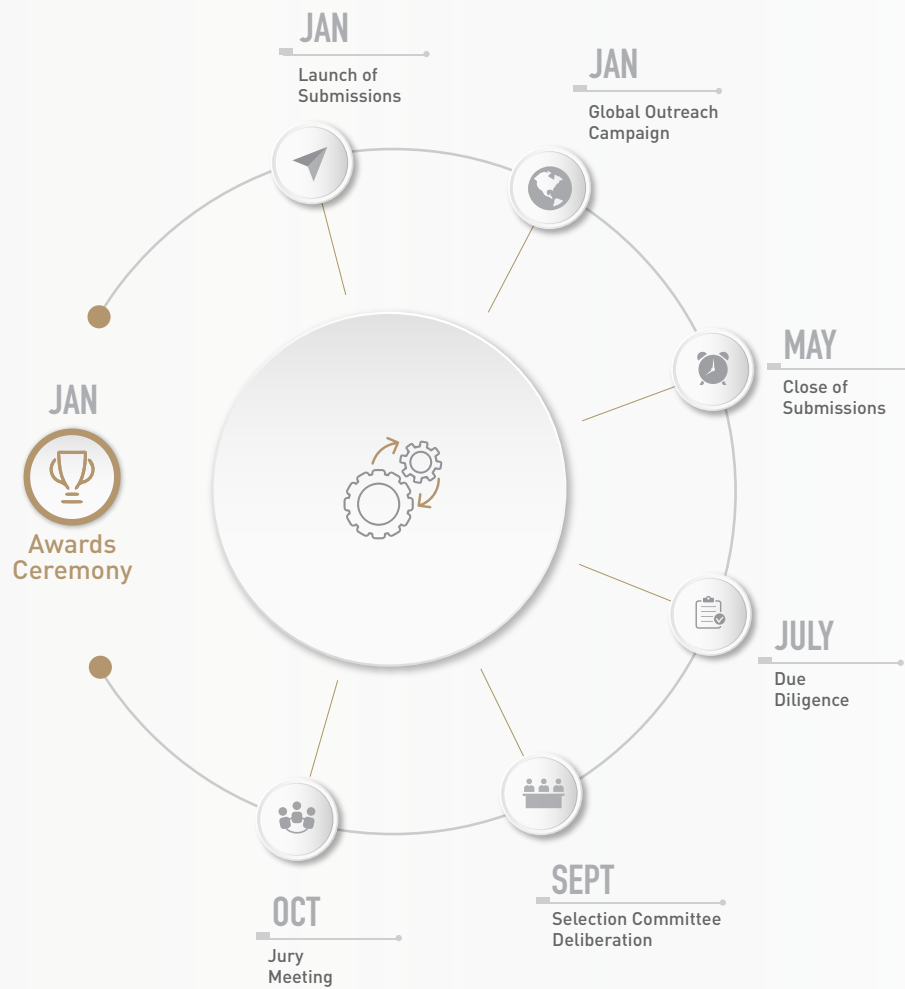 JAN
Launch of
Submissions
JAN
Global Outreach
Campaign
MAY
Close of
Submissions
JULY
Due
Diligence
SEPT
Selection Committee
Deliberation
OCT
Jury
Meeting
JAN
Awards
Ceremony